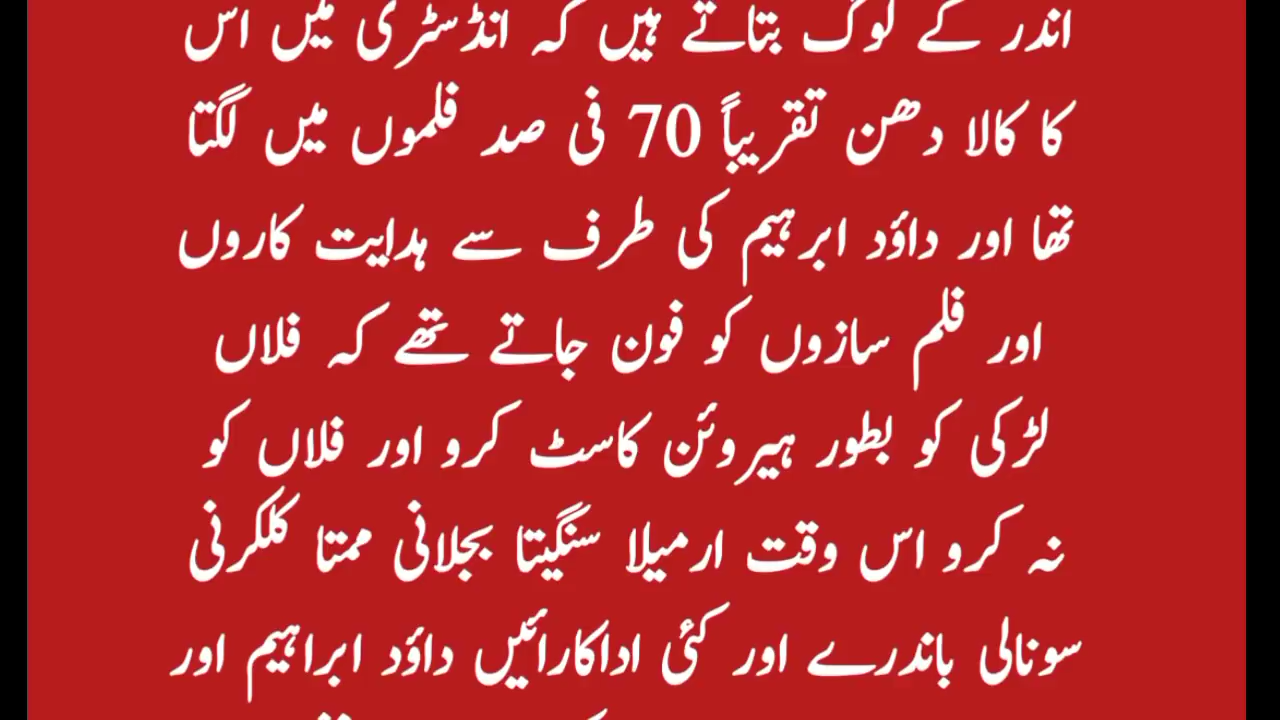 اندر کے لوگ بتاتے ہیں کہ انڈسٹری میں اس
کا کالا دھن تقریباً 70 فی صد فلموں میں لگتا
تھا اور داؤد ابرہیم کی طرف سے ہدایت کاروں
اور فلم سازوں کو فون جاتے تھے کہ فلاں
لڑکی کو بطور ہیروئن کاسٹ کرو اور فلاں کو
نہ کرو اس وقت ارمیلا سنگیتا بجلانی ممتا کلکرنی
سونالی باندرے اور کئی اداکارائیں داؤد ابراہیم اور